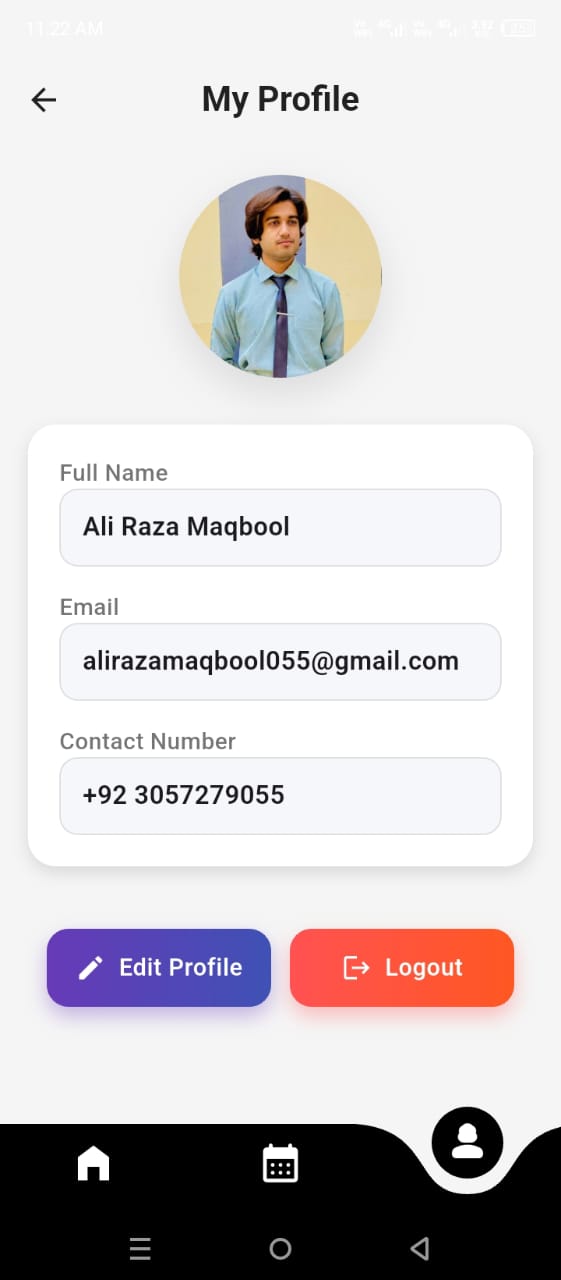 11:22 AM
My Profile
Full Name
Ali Raza Maqbool
Email
alirazamaqbool055@gmail.com
Contact Number
+92 3057279055
Edit Profile
Logout